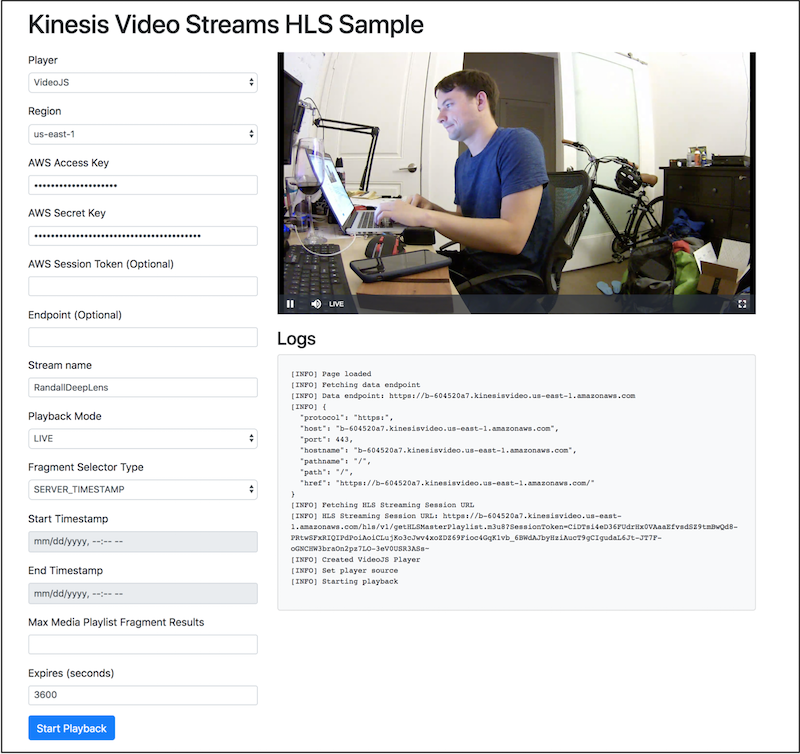 Kinesis Video Streams HLS Sample
Player
VideoJS
Region
us-east-1
AWS Access Key
••••••••••••••••••••
AWS Secret Key
••••••••••••••••••••••••••••••••••••••••
AWS Session Token (Optional)
Endpoint (Optional)
Stream name
RandallDeepLens
Playback Mode
LIVE
Fragment Selector Type
SERVER_TIMESTAMP
Start Timestamp
mm/dd/yyyy, --:-- --
End Timestamp
mm/dd/yyyy, --:-- --
Max Media Playlist Fragment Results
Expires (seconds)
3600
Start Playback
LIVE
Logs
[INFO] Page loaded
[INFO] Fetching data endpoint
[INFO] Data endpoint: https://b-604520a7.kinesisvideo.us-east-1.amazonaws.com
[INFO] {
"protocol": "https:",
"host": "b-604520a7.kinesisvideo.us-east-1.amazonaws.com",
"port": 443,
"hostname": "b-604520a7.kinesisvideo.us-east-1.amazonaws.com",
"pathname": "/",
"path": "/",
"href": "https://b-604520a7.kinesisvideo.us-east-1.amazonaws.com/"
}
[INFO] Fetching HLS Streaming Session URL
[INFO] HLS Streaming Session URL: https://b-604520a7.kinesisvideo.us-east-
1.amazonaws.com/hls/v1/getHLSMasterPlaylist.m3u8?SessionToken=CiDTsi4eD36FUdrHx0VAaaEfvsdSZ9tmBwQd8-
PRtwSFxRIQIPdPoiAoiCLujKo3cJwv4xoZDZ69Fioc4GqKlvb_6BWdAJbyHziAucT9gCIgudaL6Jt-JT7F-
oGNCHW3braOn2pz7LO-3eV0USR3ASs-
[INFO] Created VideoJS Player
[INFO] Set player source
[INFO] Starting playback